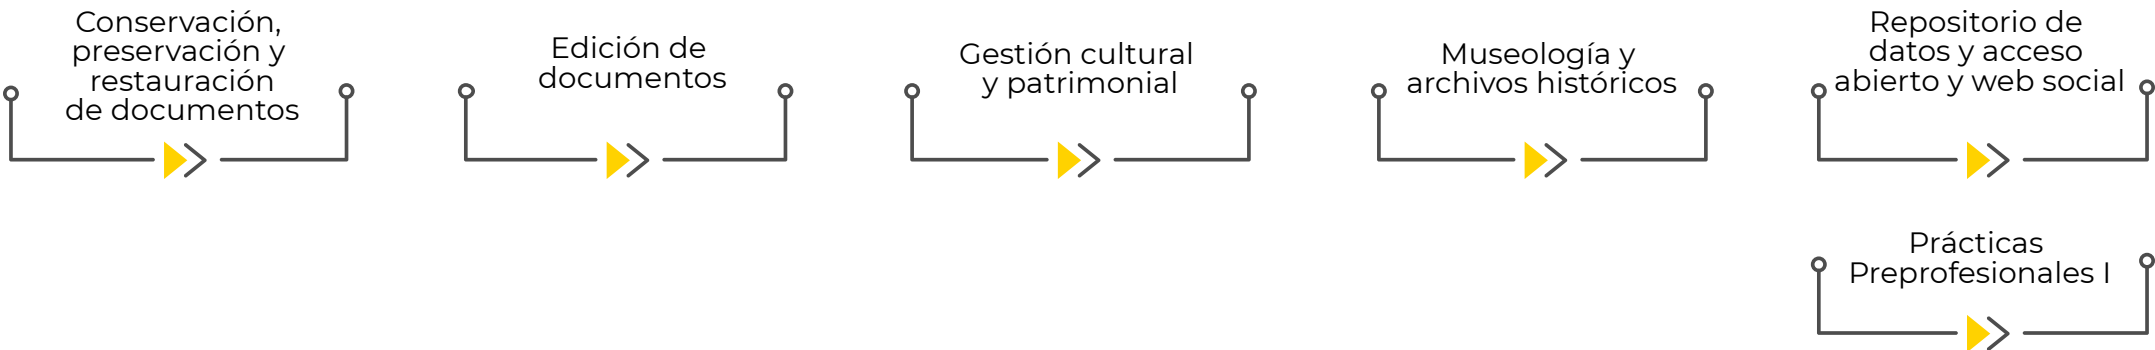 Conservación,
preservación y
restauración
de documentos
Edición de
documentos
Gestión cultural
y patrimonial
Museología y
archivos históricos
Repositorio de
datos y acceso
abierto y web social
Prácticas
Preprofesionales I